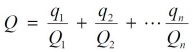 Q = q₁/Q₁ + q₂/Q₂ + ⋯ qₙ/Qₙ